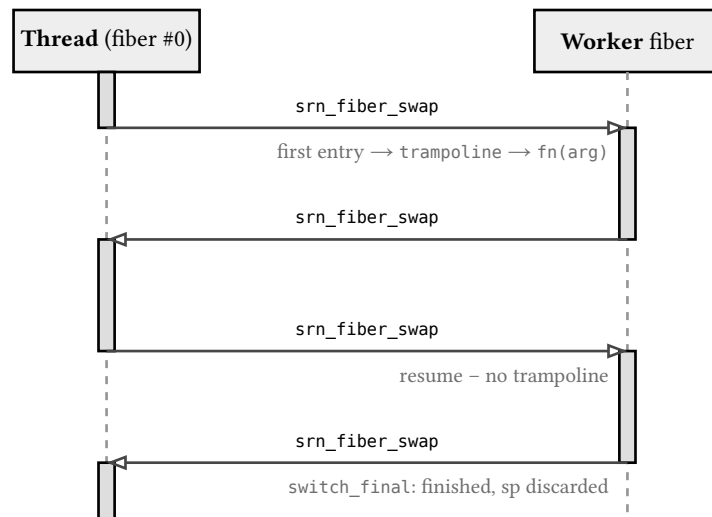 Thread (fiber #0)
Worker fiber
srn_fiber_swap
first entry → trampoline → fn(arg)
srn_fiber_swap
srn_fiber_swap
resume – no trampoline
srn_fiber_swap
switch_final: finished, sp discarded